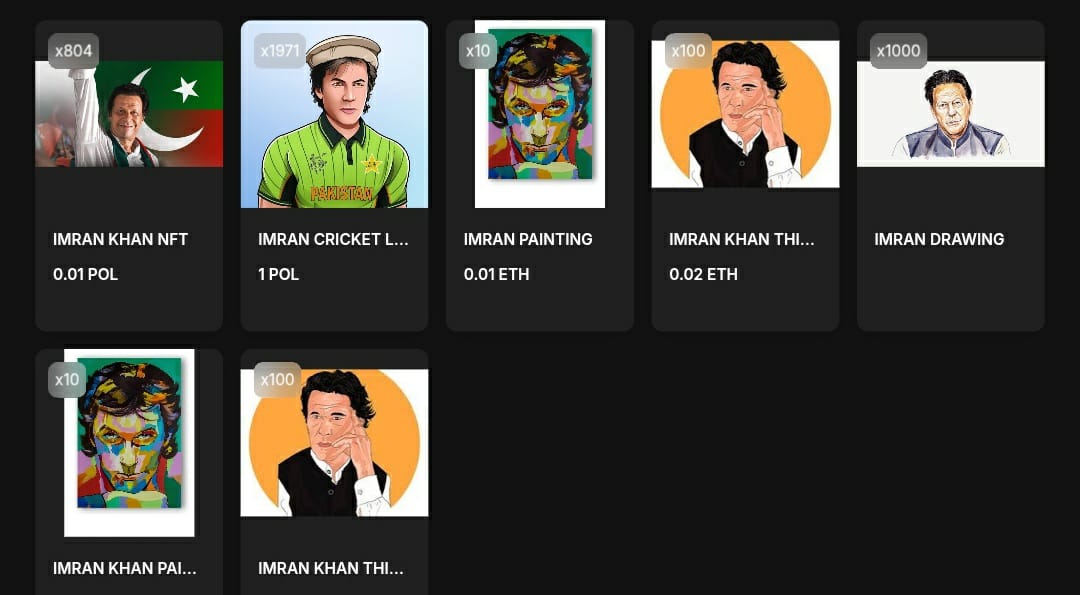 x804
x1971
x10
x100
x1000
PAKISTAN
IMRAN KHAN NFT
IMRAN CRICKET L...
IMRAN PAINTING
IMRAN KHAN THI...
IMRAN DRAWING
0.01 POL
1 POL
0.01 ETH
0.02 ETH
x10
x100
IMRAN KHAN PAI...
IMRAN KHAN THI...